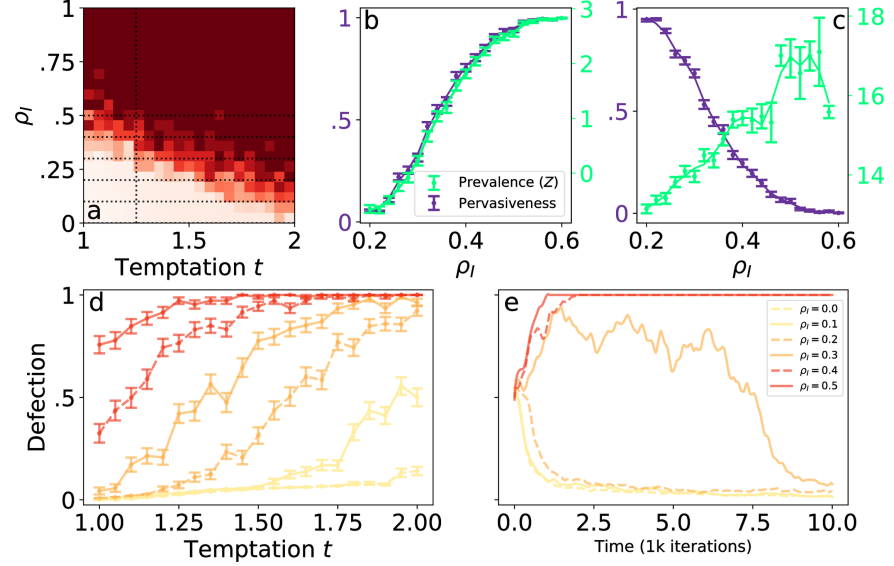 1
.75
ρI
.5
.25
0
a
1
1.5
2
Temptation t
b
1
.5
0
3
2
1
0
Prevalence (Z)
Pervasiveness
0.2
0.4
0.6
ρI
c
1
.5
0
18
16
14
0.2
0.4
0.6
ρI
d
Defection
1
.5
0
1.00
1.25
1.50
1.75
2.00
Temptation t
e
1
.5
0
ρI = 0.0
ρI = 0.1
ρI = 0.2
ρI = 0.3
ρI = 0.4
ρI = 0.5
0.0
2.5
5.0
7.5
10.0
Time (1k iterations)